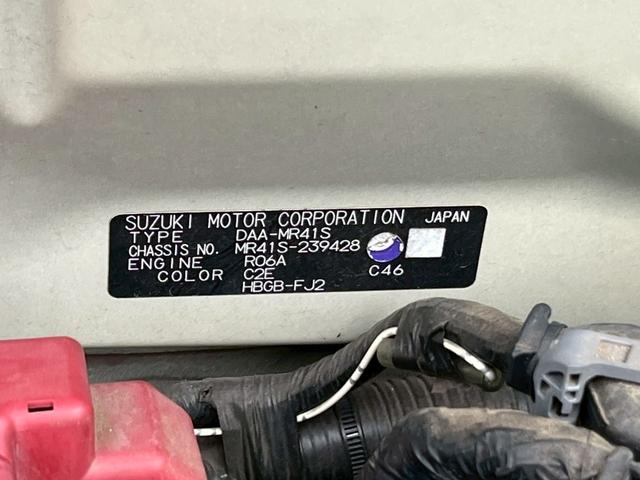 SUZUKI MOTOR CORPORATION JAPAN
TYPE DAA-MR41S
CHASSIS NO. MR41S-239428
ENGINE R06A
COLOR C2E C46
HBGB-FJ2